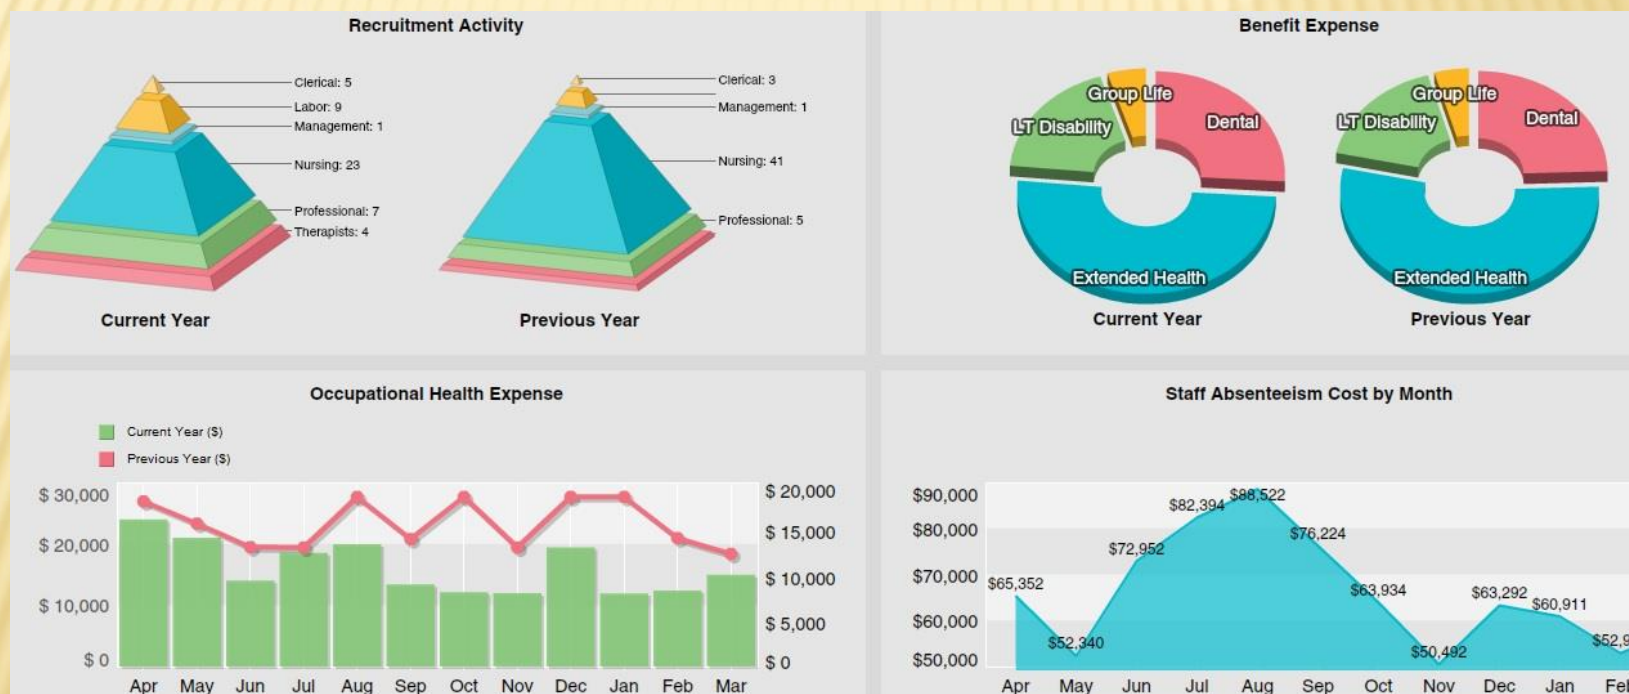 Recruitment Activity
Clerical: 5
Labor: 9
Management: 1
Nursing: 23
Professional: 7
Therapists: 4
Current Year
Clerical: 3
Management: 1
Nursing: 41
Professional: 5
Previous Year
Benefit Expense
Group Life
LT Disability
Dental
Extended Health
Current Year
Group Life
LT Disability
Dental
Extended Health
Previous Year
Occupational Health Expense
Current Year ($)
Previous Year ($)
$ 30,000
$ 20,000
$ 10,000
$ 0
$ 20,000
$ 15,000
$ 10,000
$ 5,000
$ 0
Apr May Jun Jul Aug Sep Oct Nov Dec Jan Feb Mar
Staff Absenteeism Cost by Month
$90,000
$80,000
$70,000
$60,000
$50,000
$65,352
$52,340
$72,952
$82,394
$88,522
$76,224
$63,934
$50,492
$63,292
$60,911
$52,9
Apr May Jun Jul Aug Sep Oct Nov Dec Jan Feb